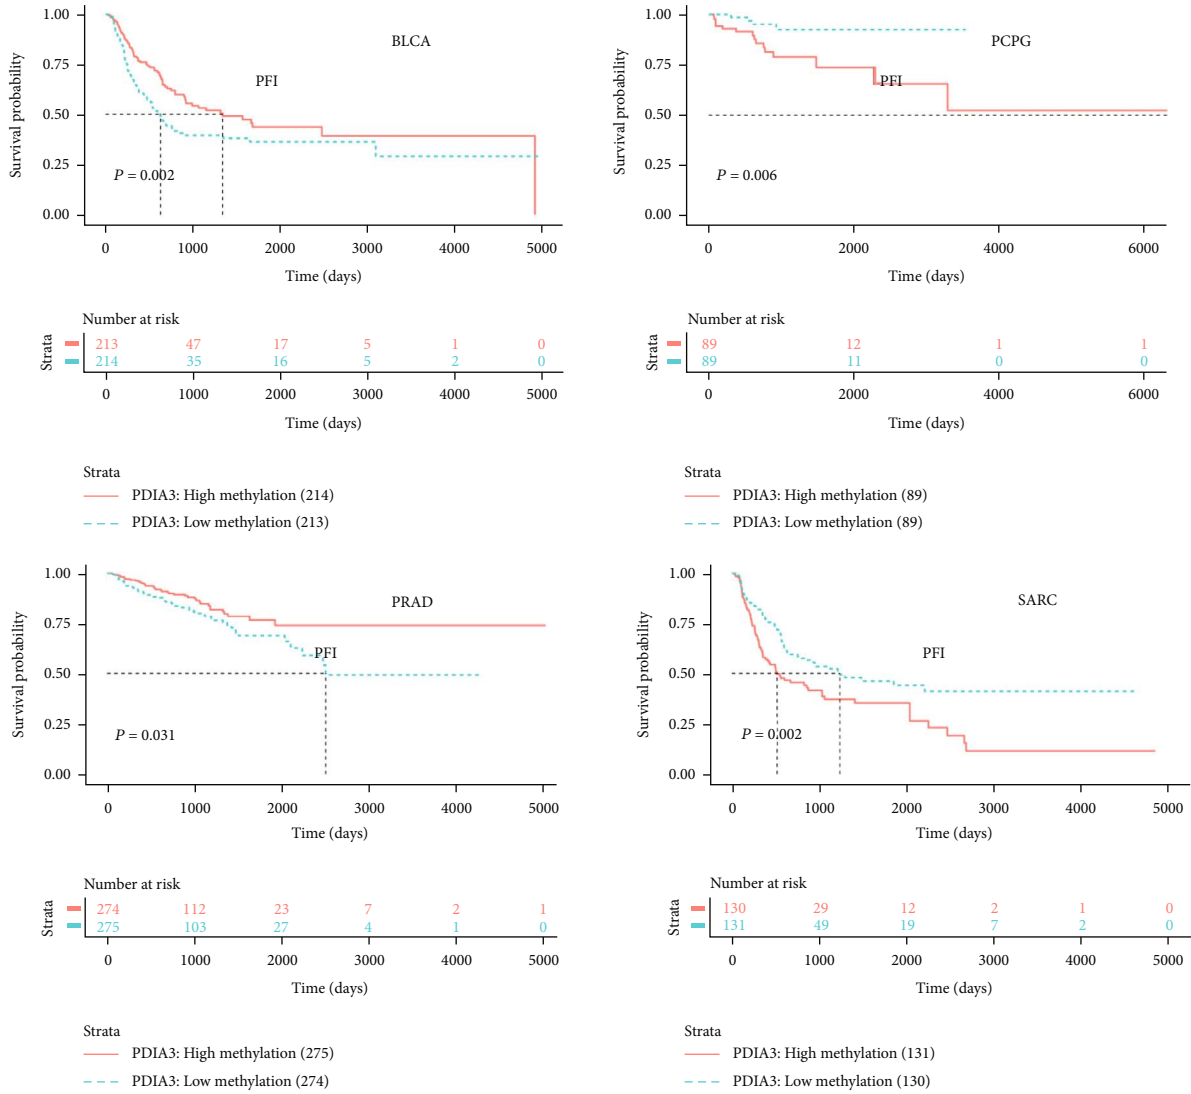 BLCA
PFI
P = 0.002
Survival probability
1.00
0.75
0.50
0.25
0.00
0 1000 2000 3000 4000 5000
Time (days)
Number at risk
Strata
213 47 17 5 1 0
214 35 16 5 2 0
0 1000 2000 3000 4000 5000
Time (days)
Strata
PDIA3: High methylation (214)
PDIA3: Low methylation (213)
PCPG
PFI
P = 0.006
Survival probability
1.00
0.75
0.50
0.25
0.00
0 2000 4000 6000
Time (days)
Number at risk
Strata
89 12 1 1
89 11 0 0
0 2000 4000 6000
Time (days)
Strata
PDIA3: High methylation (89)
PDIA3: Low methylation (89)
PRAD
PFI
P = 0.031
Survival probability
1.00
0.75
0.50
0.25
0.00
0 1000 2000 3000 4000 5000
Time (days)
Number at risk
Strata
274 112 23 7 2 1
275 103 27 4 1 0
0 1000 2000 3000 4000 5000
Time (days)
Strata
PDIA3: High methylation (275)
PDIA3: Low methylation (274)
SARC
PFI
P = 0.002
Survival probability
1.00
0.75
0.50
0.25
0.00
0 1000 2000 3000 4000 5000
Time (days)
Number at risk
Strata
130 29 12 2 1 0
131 49 19 7 2 0
0 1000 2000 3000 4000 5000
Time (days)
Strata
PDIA3: High methylation (131)
PDIA3: Low methylation (130)